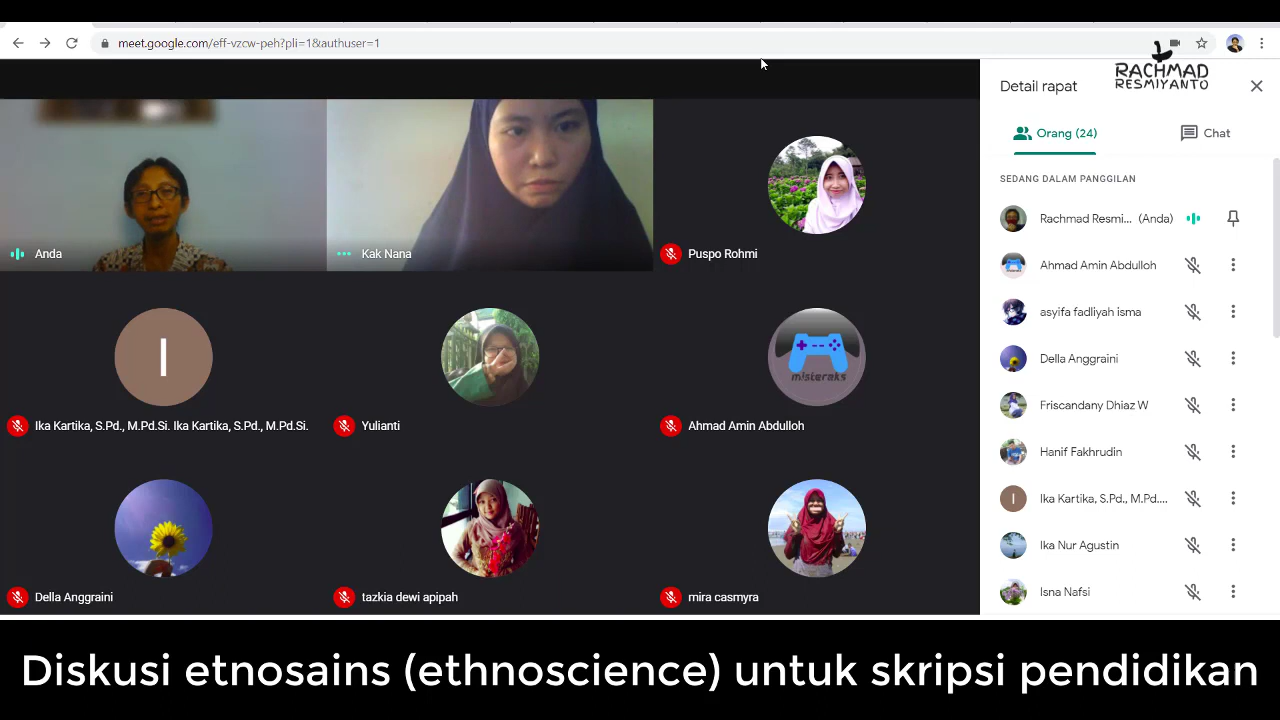 meet.google.com/eff-vzcw-peh?pli=1&authuser=1
RACHMAD
RESMIYANTO
Detail rapat
Orang (24)
Chat
SEDANG DALAM PANGGILAN
Rachmad Resmi... (Anda)
Ahmad Amin Abdulloh
asyifa fadliyah isma
Della Anggraini
Friscandany Dhiaz W
Hanif Fakhrudin
Ika Kartika, S.Pd., M.Pd....
Ika Nur Agustin
Isna Nafsi
Anda
Kak Nana
Puspo Rohmi
I
Ika Kartika, S.Pd., M.Pd.Si. Ika Kartika, S.Pd., M.Pd.Si.
Yulianti
misteraks
Ahmad Amin Abdulloh
Della Anggraini
tazkia dewi apipah
mira casmyra
Diskusi etnosains (ethnoscience) untuk skripsi pendidikan